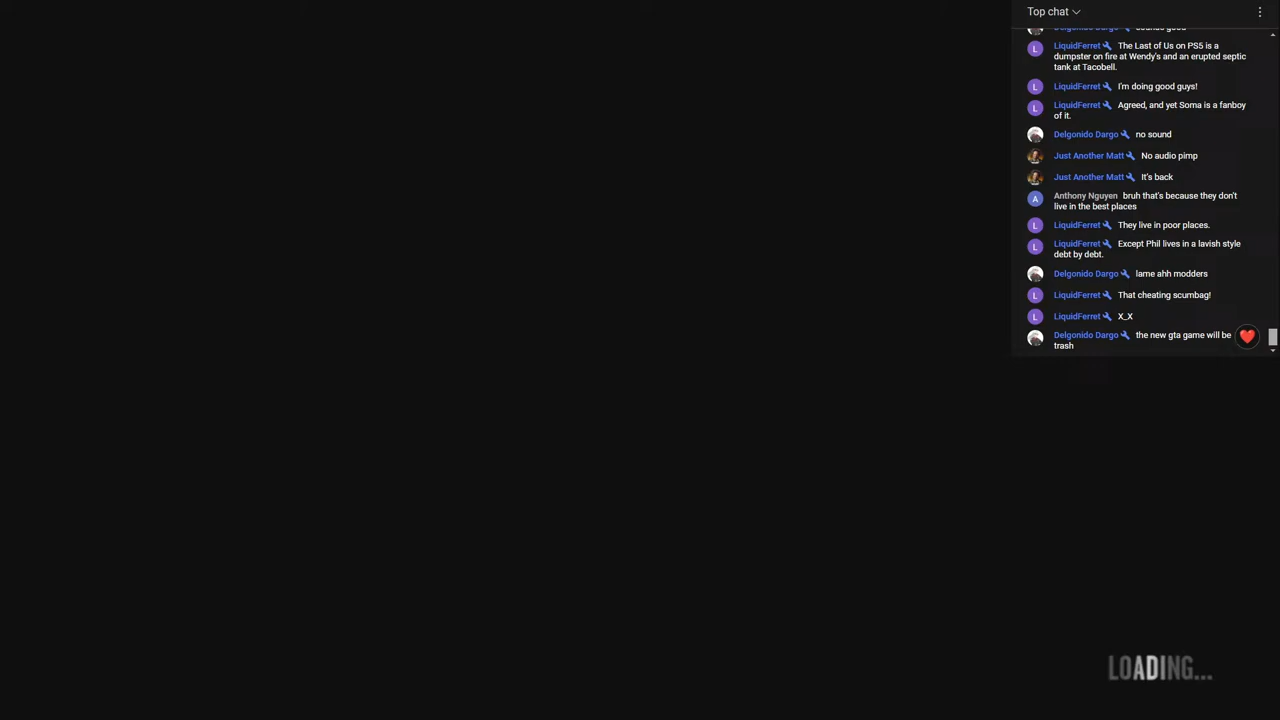 Top chat
Delgonido Dargo sounds good
LiquidFerret The Last of Us on PS5 is a
dumpster on fire at Wendy's and an erupted septic
tank at Tacobell.
L
LiquidFerret I'm doing good guys!
L
LiquidFerret Agreed, and yet Soma is a fanboy
of it.
L
Delgonido Dargo no sound
Just Another Matt No audio pimp
Just Another Matt It's back
Anthony Nguyen bruh that's because they don't
live in the best places
A
LiquidFerret They live in poor places.
L
LiquidFerret Except Phil lives in a lavish style
debt by debt.
L
Delgonido Dargo lame ahh modders
LiquidFerret That cheating scumbag!
L
LiquidFerret X_X
L
Delgonido Dargo the new gta game will be
trash
LOADING...